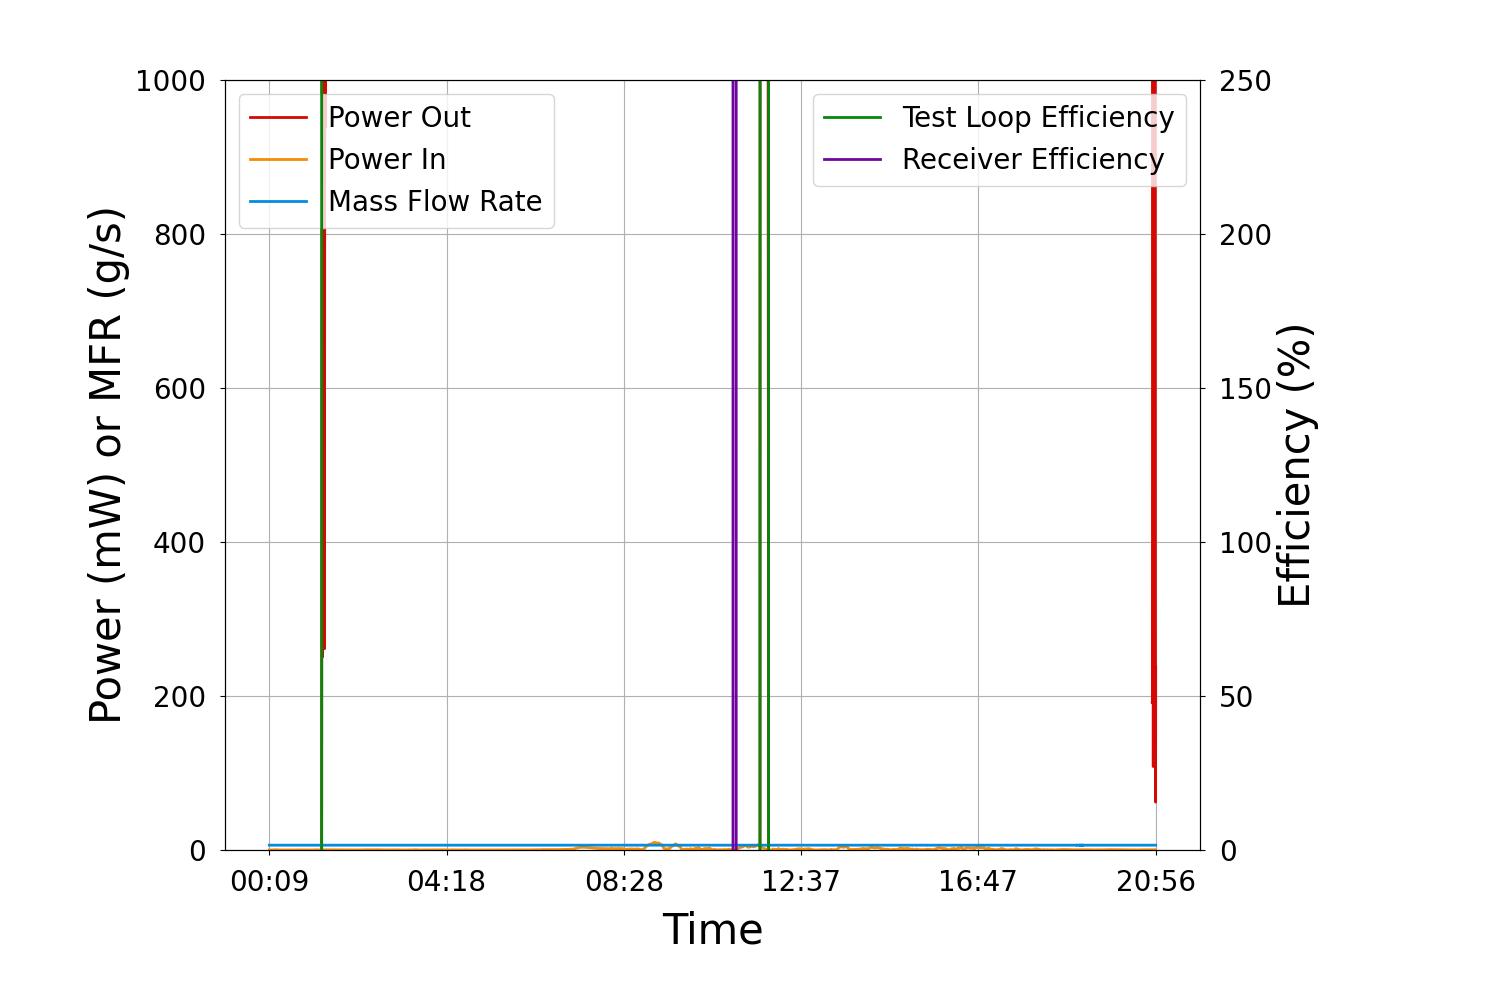 1000
800
600
400
200
0
Power (mW) or MFR (g/s)
Power Out
Power In
Mass Flow Rate
Test Loop Efficiency
Receiver Efficiency
250
200
150
100
50
0
Efficiency (%)
00:09 04:18 08:28 12:37 16:47 20:56
Time